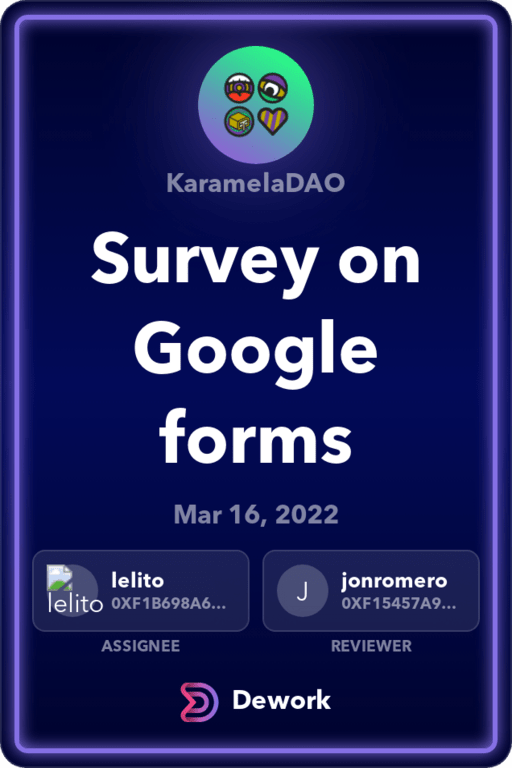 KaramelaDAO
Survey on
Google
forms
Mar 16, 2022
lelito
lelito
0XF1B698A6...
ASSIGNEE
J
jonromero
0XF15457A9...
REVIEWER
Dework